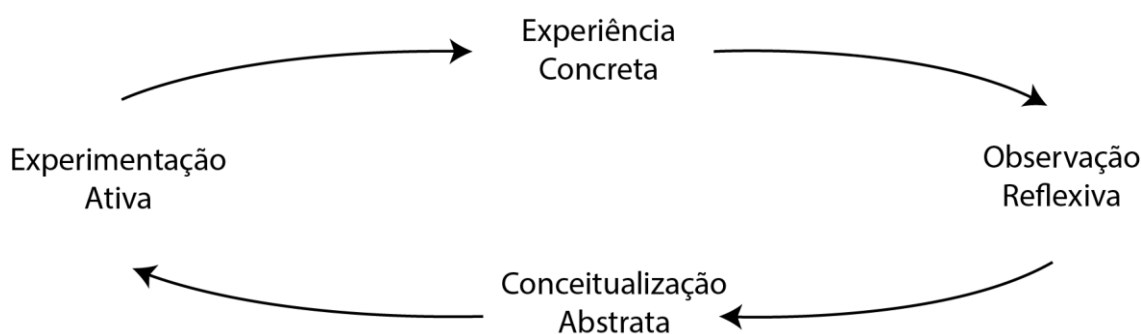 Experiência
Concreta
Experimentação
Ativa
Observação
Reflexiva
Conceitualização
Abstrata